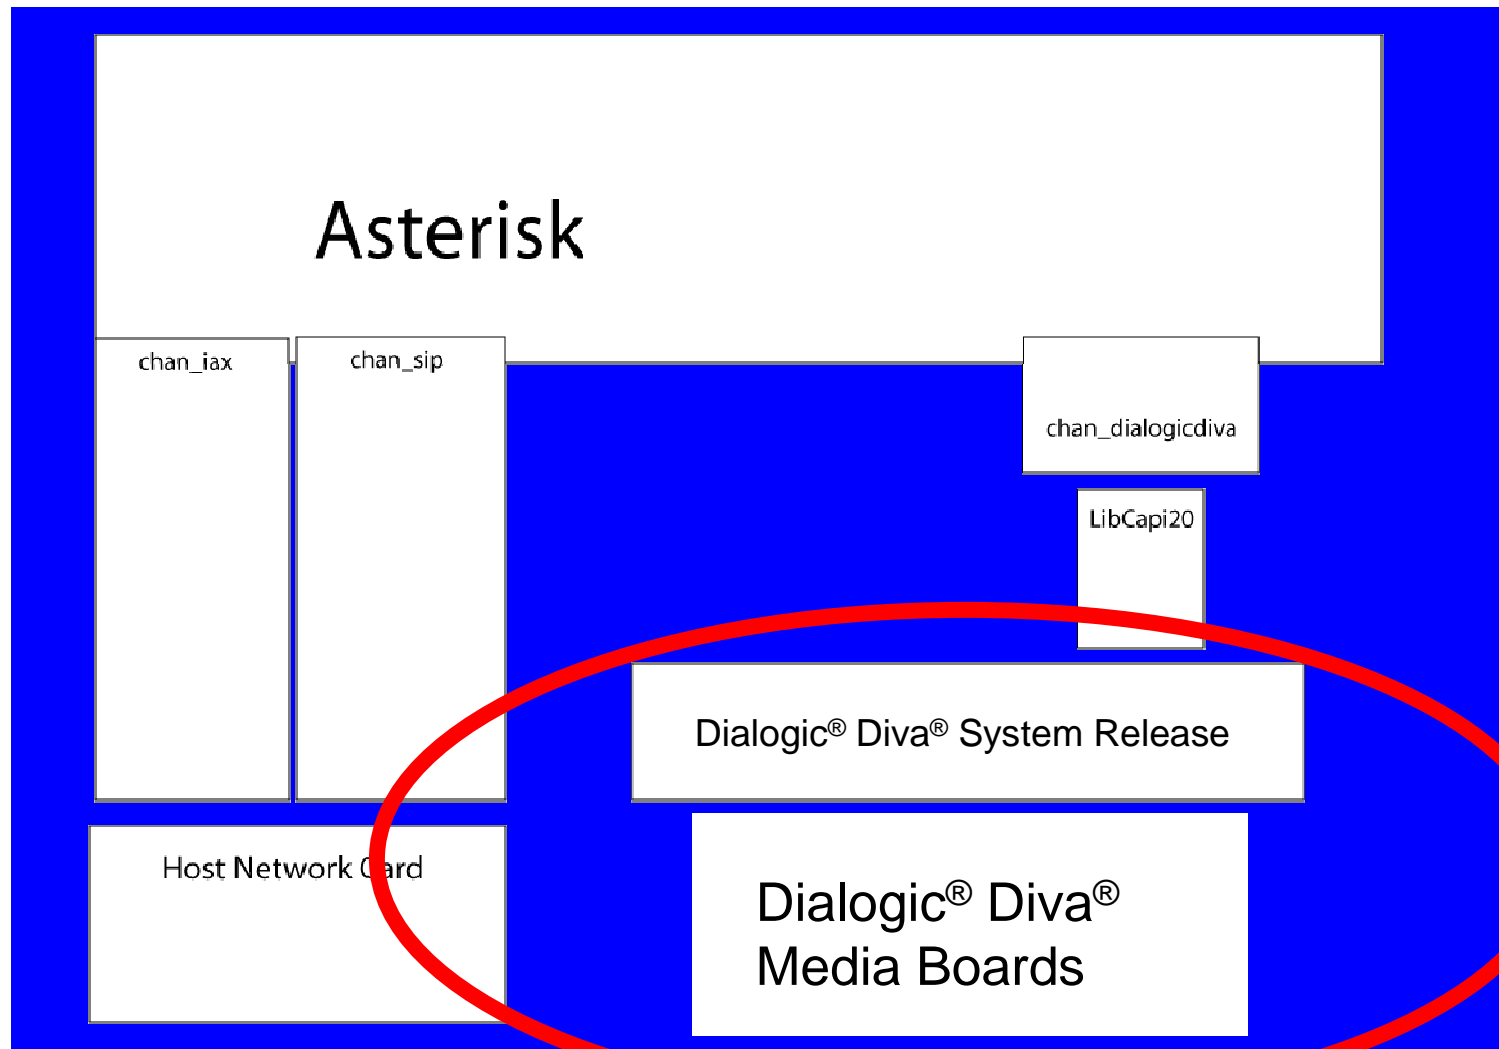 Asterisk
chan_iax
chan_sip
chan_dialogicdiva
LibCapi20
Dialogic® Diva® System Release
Host Network Card
Dialogic® Diva®
Media Boards